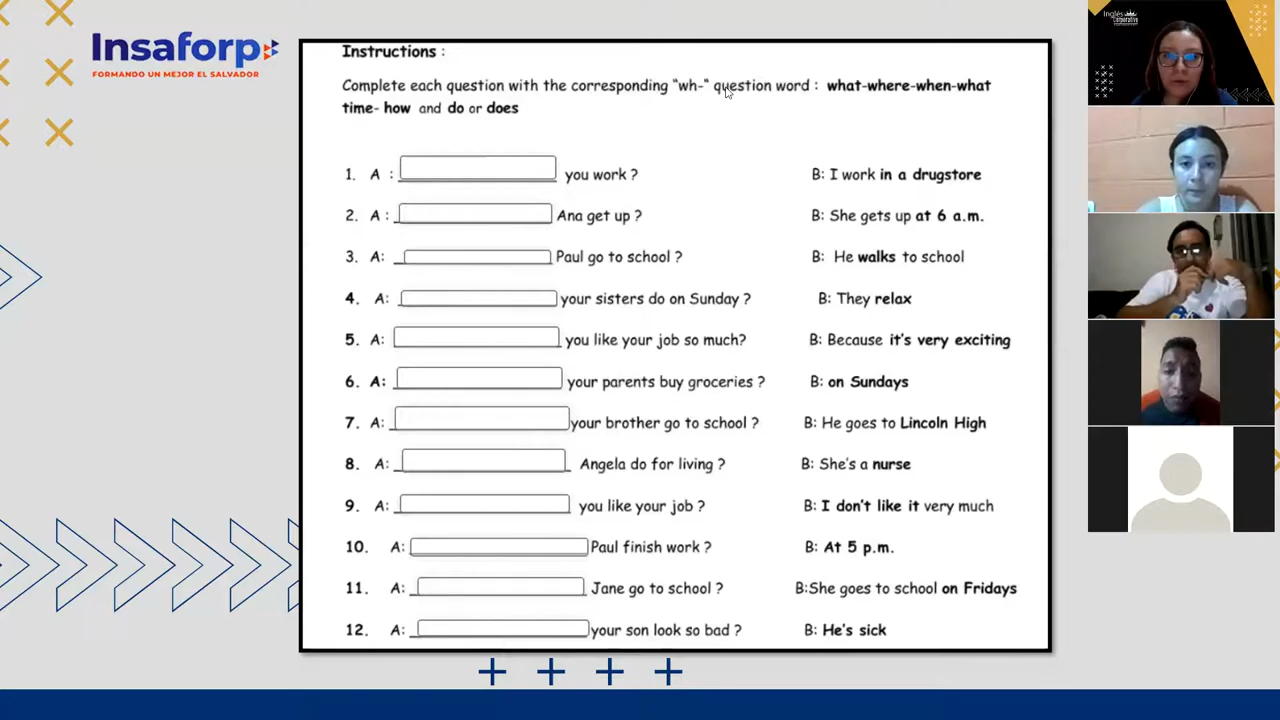 Insaforp
FORMANDO UN MEJOR EL SALVADOR
Instructions :
Complete each question with the corresponding “wh-“ question word : what-where-when-what
time- how and do or does
1. A : you work ? B: I work in a drugstore
2. A : Ana get up ? B: She gets up at 6 a.m.
3. A: Paul go to school ? B: He walks to school
4. A: your sisters do on Sunday ? B: They relax
5. A: you like your job so much? B: Because it’s very exciting
6. A: your parents buy groceries ? B: on Sundays
7. A: your brother go to school ? B: He goes to Lincoln High
8. A: Angela do for living ? B: She’s a nurse
9. A: you like your job ? B: I don’t like it very much
10. A: Paul finish work ? B: At 5 p.m.
11. A: Jane go to school ? B:She goes to school on Fridays
12. A: your son look so bad ? B: He’s sick
Inglés
Corporative